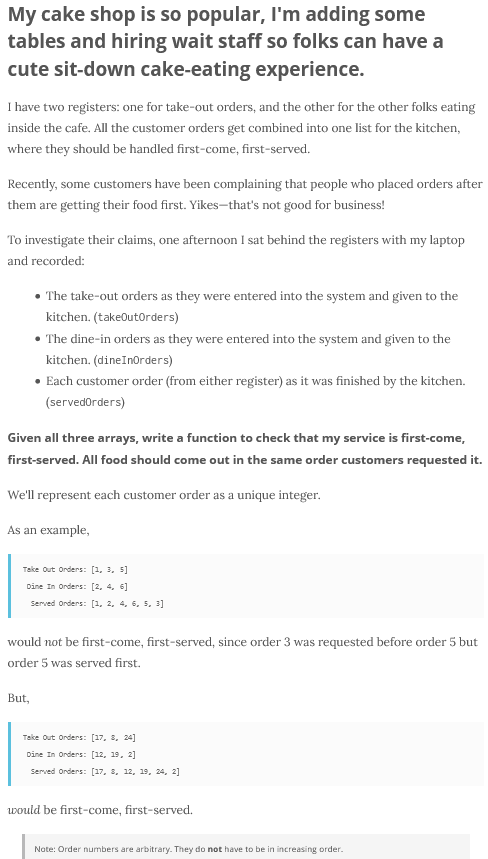 My cake shop is so popular, I'm adding some
tables and hiring wait staff so folks can have a
cute sit-down cake-eating experience.
I have two registers: one for take-out orders, and the other for the other folks eating
inside the cafe. All the customer orders get combined into one list for the kitchen,
where they should be handled first-come, first-served.
Recently, some customers have been complaining that people who placed orders after
them are getting their food first. Yikes—that's not good for business!
To investigate their claims, one afternoon I sat behind the registers with my laptop
and recorded:
• The take-out orders as they were entered into the system and given to the
kitchen. (takeOutOrders)
• The dine-in orders as they were entered into the system and given to the
kitchen. (dineInOrders)
• Each customer order (from either register) as it was finished by the kitchen.
(servedOrders)
Given all three arrays, write a function to check that my service is first-come,
first-served. All food should come out in the same order customers requested it.
We'll represent each customer order as a unique integer.
As an example,
Take Out Orders: [1, 3, 5]
Dine In Orders: [2, 4, 6]
Served Orders: [1, 2, 4, 6, 5, 3]
would not be first-come, first-served, since order 3 was requested before order 5 but
order 5 was served first.
But,
Take Out Orders: [17, 8, 24]
Dine In Orders: [12, 19, 2]
Served Orders: [17, 8, 12, 19, 24, 2]
would be first-come, first-served.
Note: Order numbers are arbitrary. They do not have to be in increasing order.